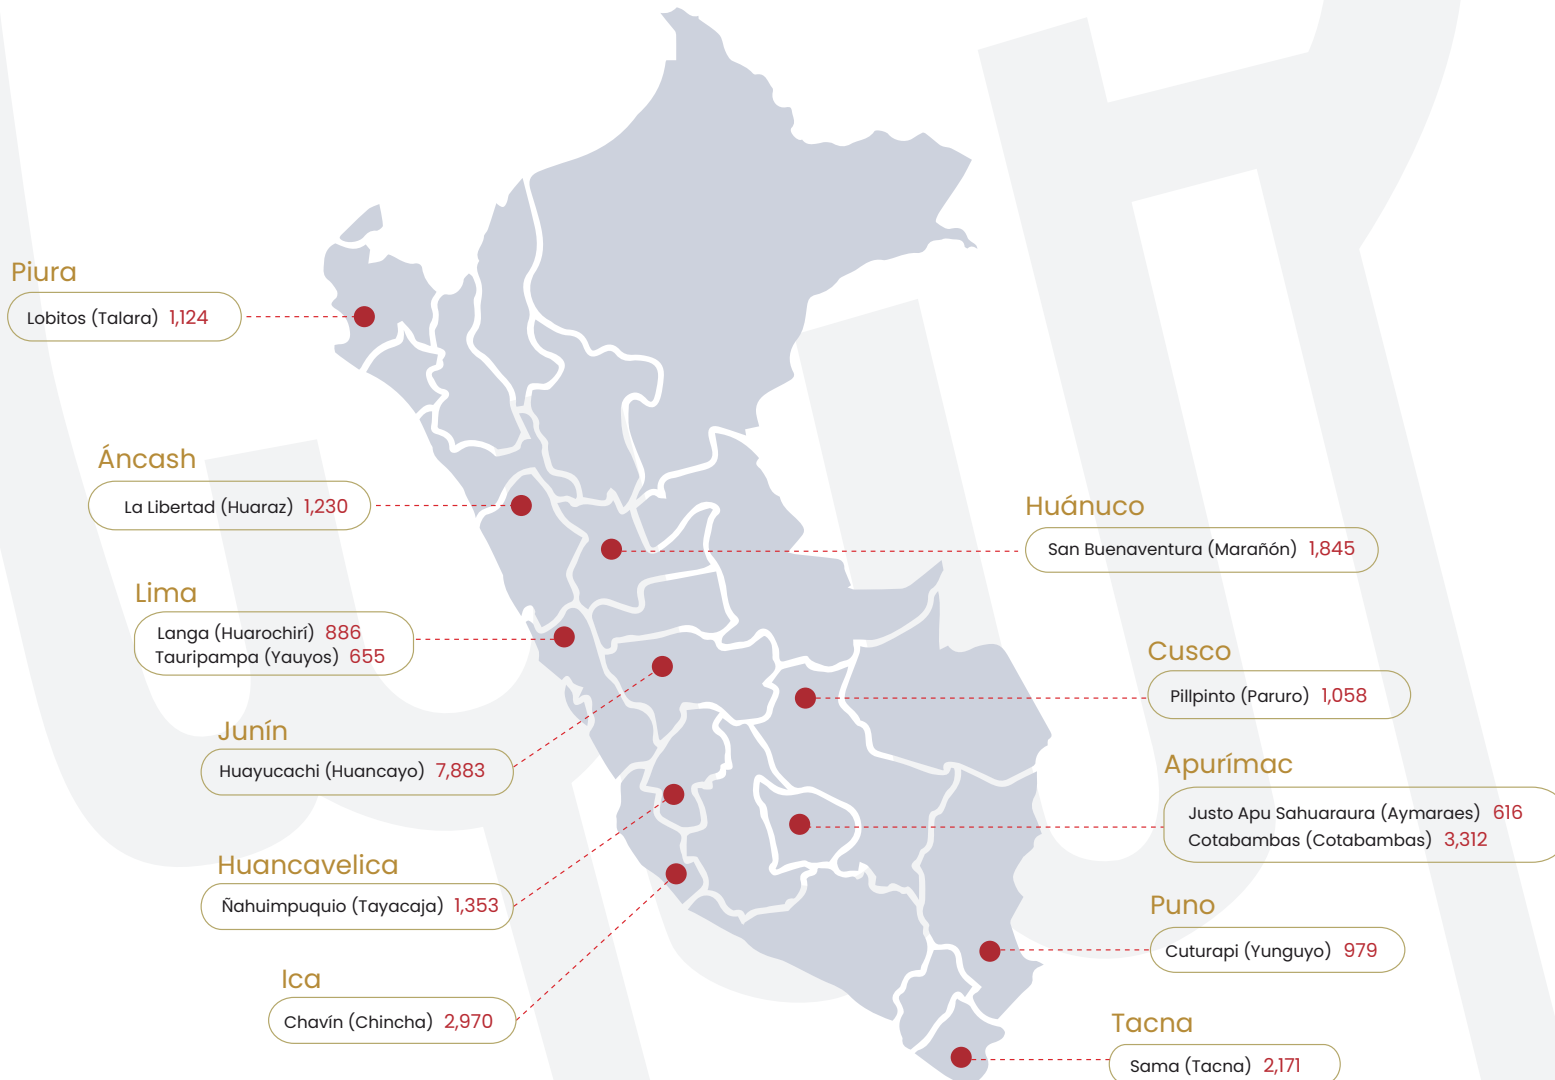 Piura
Lobitos (Talara) 1,124
Áncash
La Libertad (Huaraz) 1,230
Lima
Langa (Huarochirí) 886
Tauripampa (Yauyos) 655
Junín
Huayucachi (Huancayo) 7,883
Huancavelica
Ñahuimpuquio (Tayacaja) 1,353
Ica
Chavín (Chincha) 2,970
Huánuco
San Buenaventura (Marañón) 1,845
Cusco
Pillpinto (Paruro) 1,058
Apurímac
Justo Apu Sahuaraura (Aymaraes) 616
Cotabambas (Cotabambas) 3,312
Puno
Cuturapi (Yunguyo) 979
Tacna
Sama (Tacna) 2,171